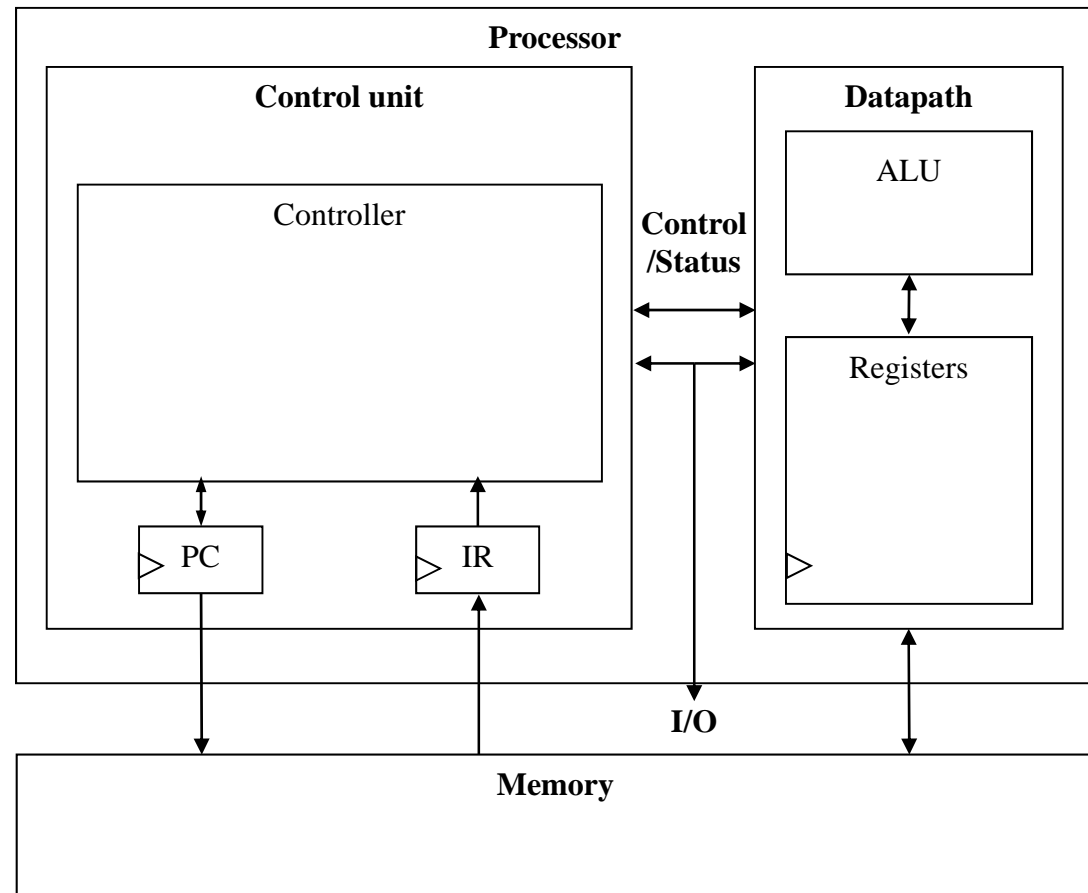 Processor
Control unit
Datapath
ALU
Controller
Control
/Status
Registers
PC
IR
I/O
Memory